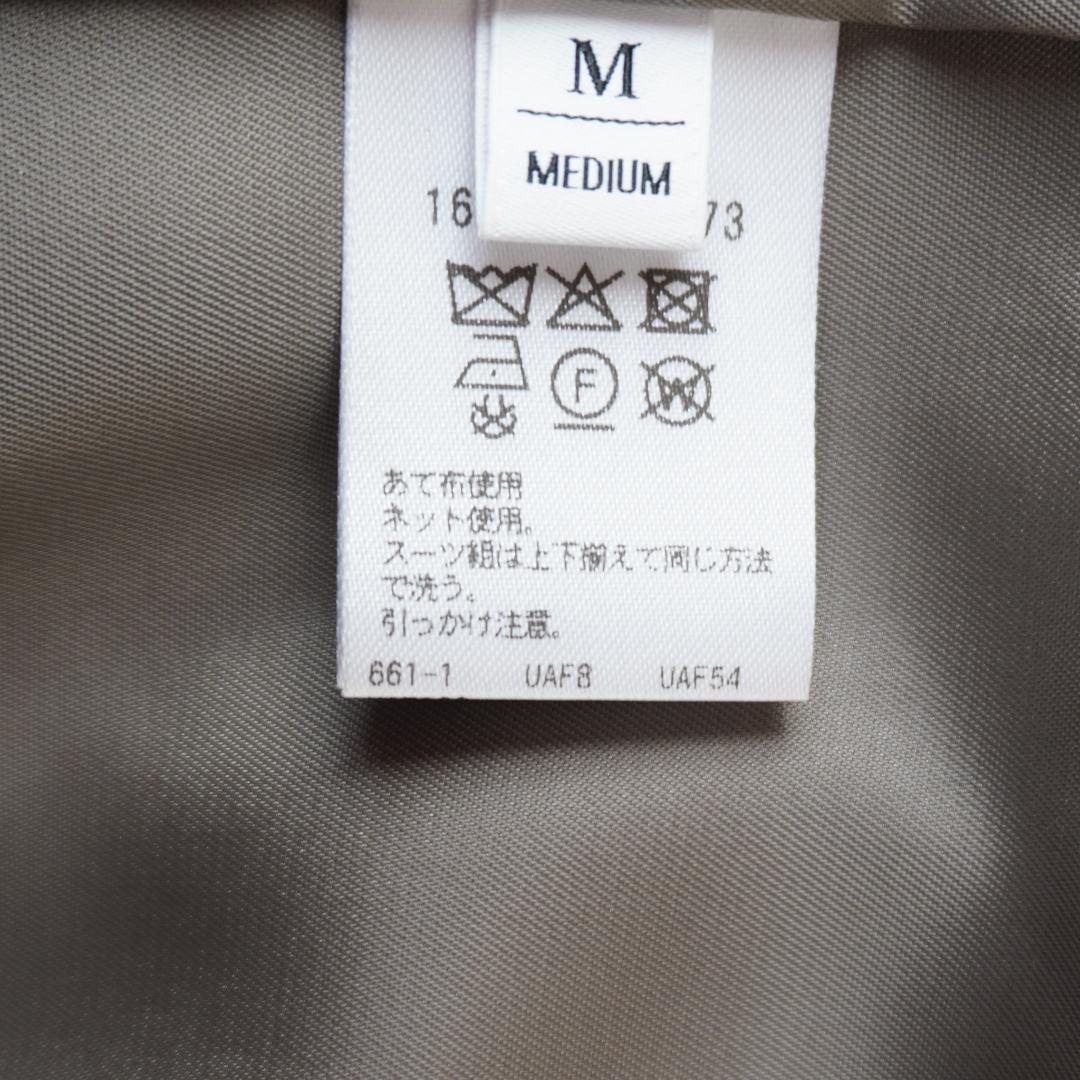 M
MEDIUM
16 73
F W
あて布使用
ネット使用。
スーツ組は上下揃えて同じ方法
で洗う。
引っかけ注意。
661-1 UAF8 UAF54